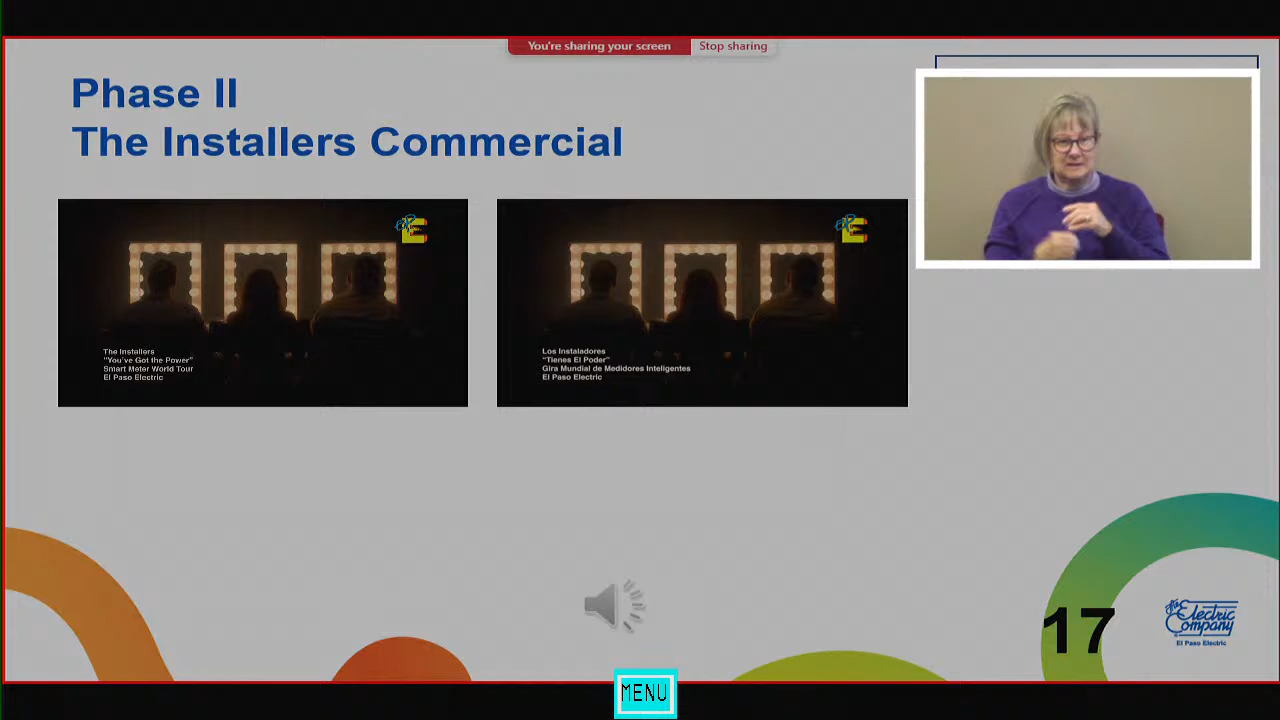 You're sharing your screen
Stop sharing
Phase II
The Installers Commercial
The Installers
"You've Got the Power"
Smart Meter World Tour
El Paso Electric
Los Instaladores
"Tienes El Poder"
Gira Mundial de Medidores Inteligentes
El Paso Electric
17
The
Electric
Company
El Paso Electric
MENU